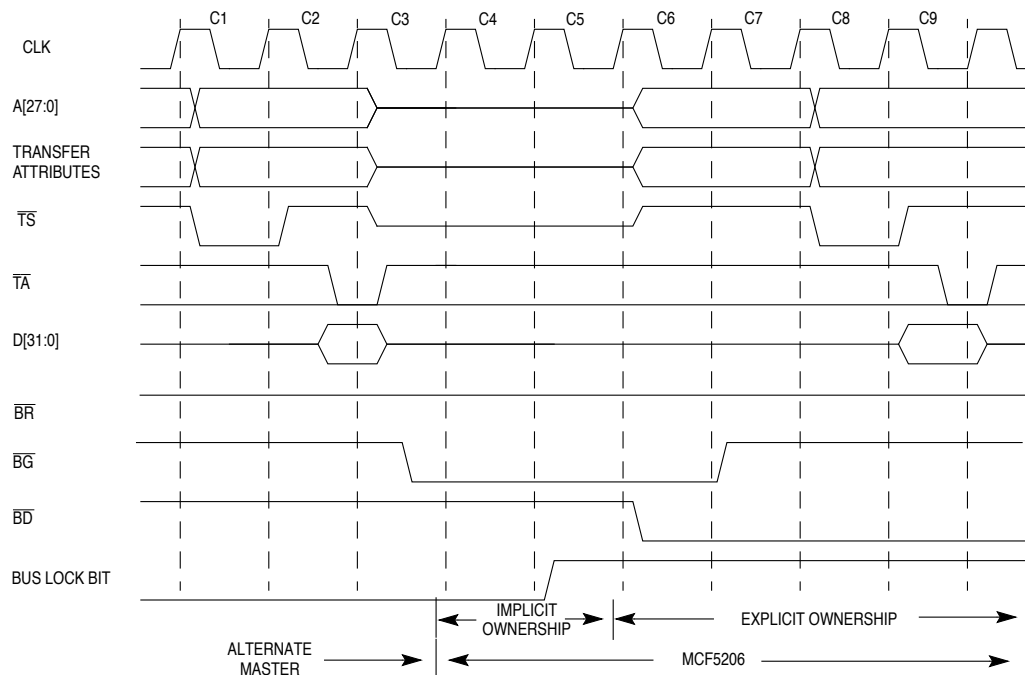 C1 C2 C3 C4 C5 C6 C7 C8 C9
CLK
A[27:0]
TRANSFER
ATTRIBUTES
TS
TA
D[31:0]
BR
BG
BD
BUS LOCK BIT
IMPLICIT
OWNERSHIP
EXPLICIT OWNERSHIP
ALTERNATE
MASTER
MCF5206